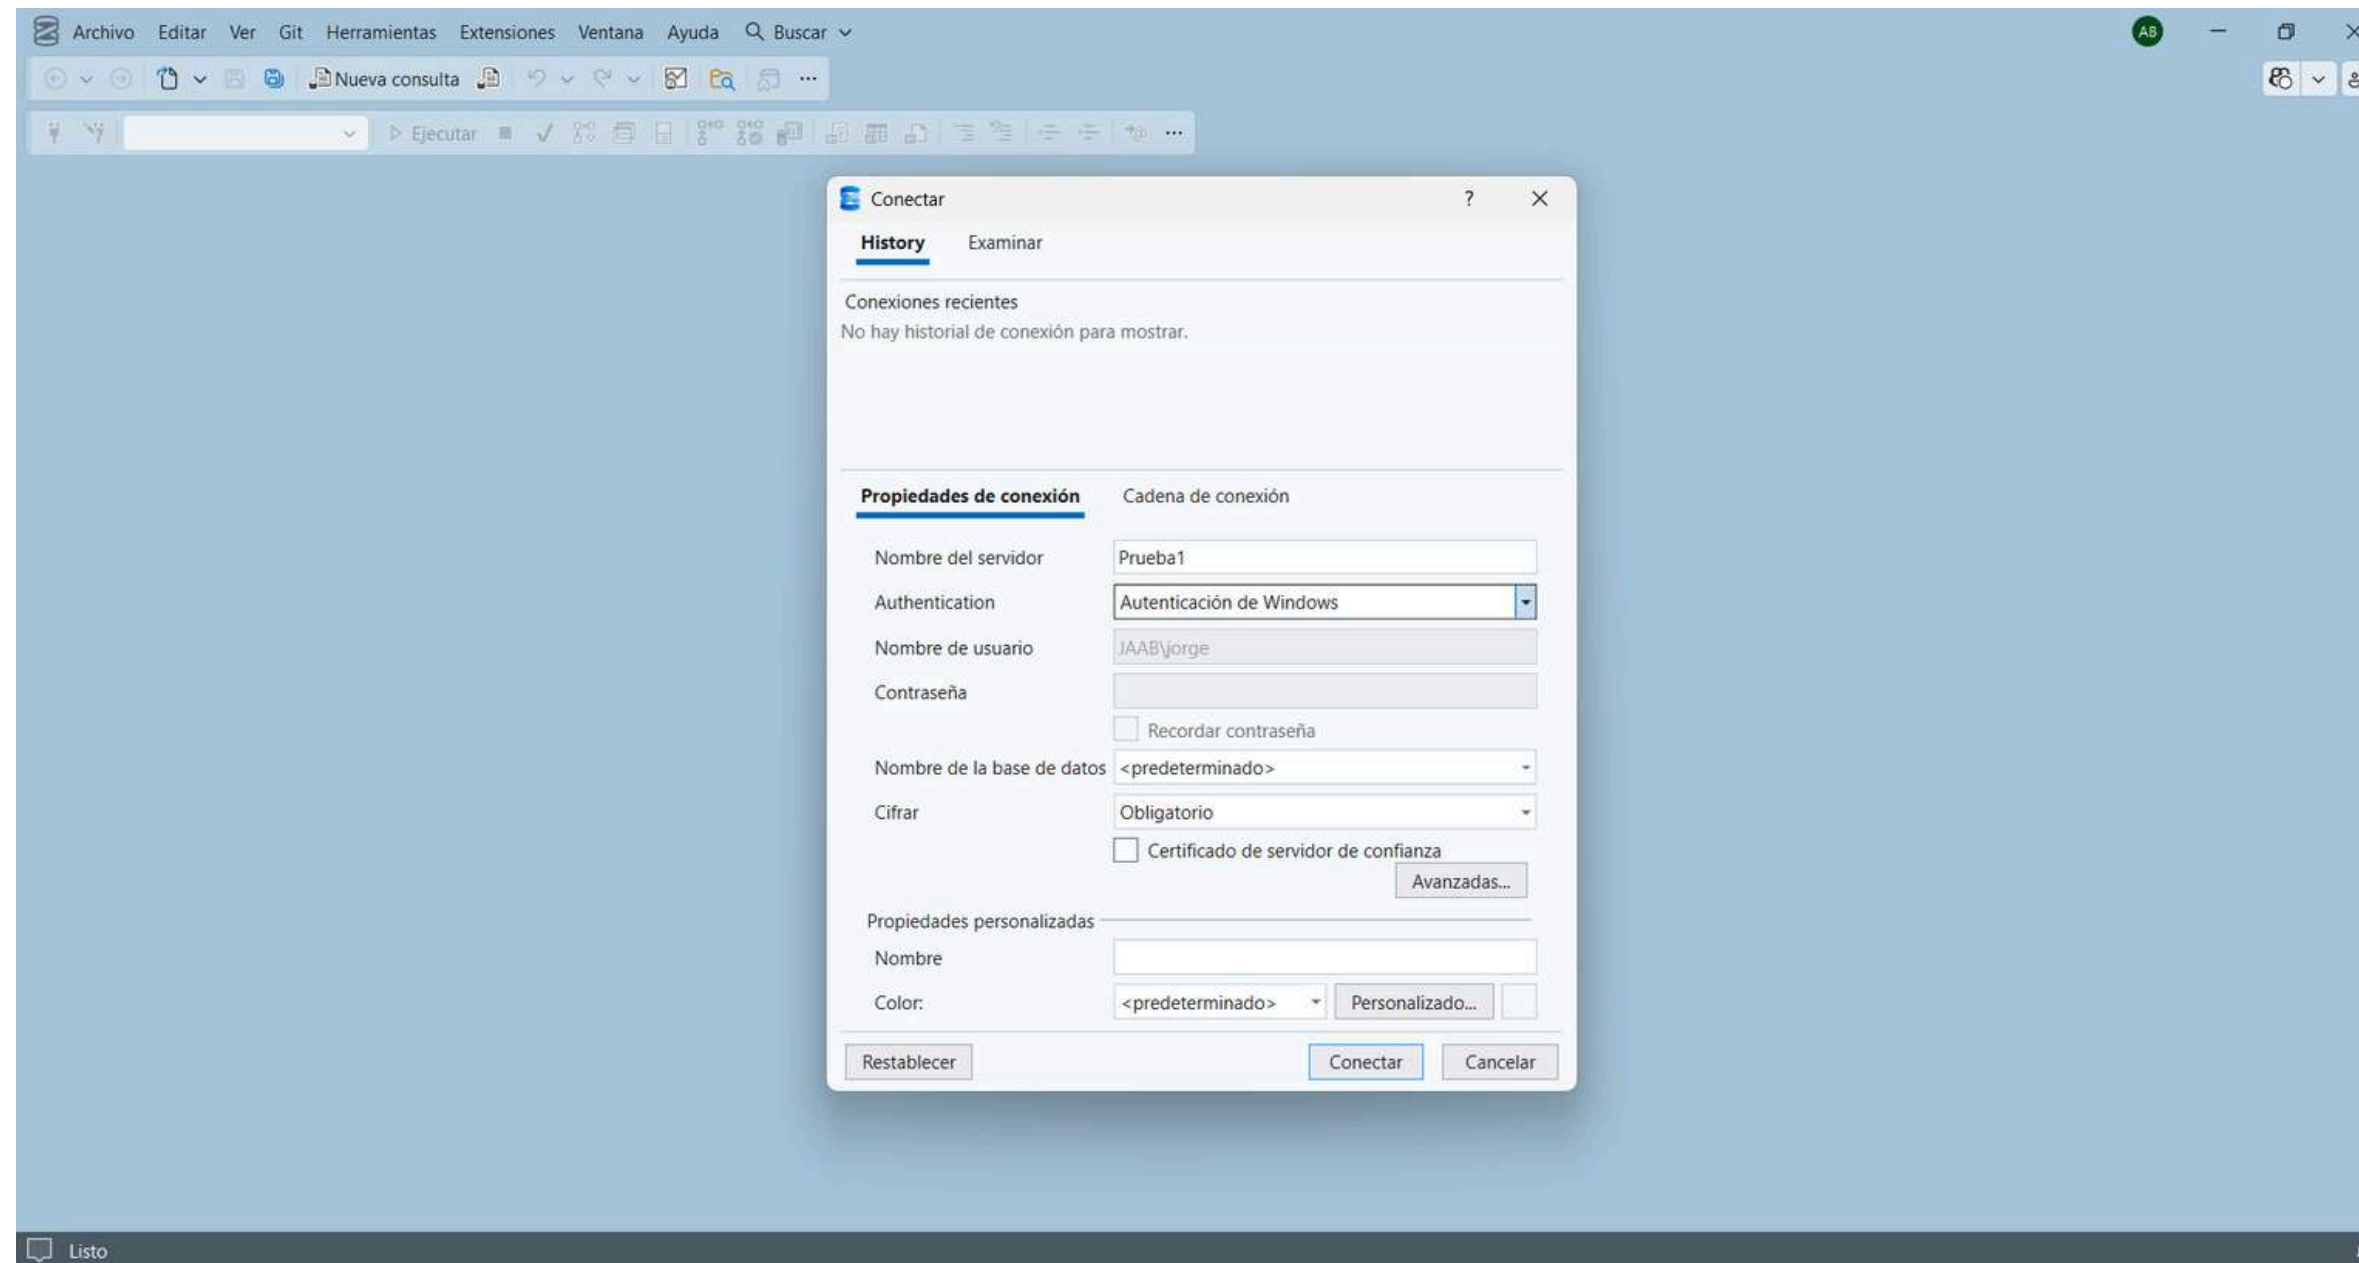 Archivo Editar Ver Git Herramientas Extensiones Ventana Ayuda Buscar
AB
Nueva consulta
Ejecutar
Conectar ?
History Examinar
Conexiones recientes
No hay historial de conexión para mostrar.
Propiedades de conexión Cadena de conexión
Nombre del servidor Prueba1
Authentication Autenticación de Windows
Nombre de usuario JAAB\jorge
Contraseña
Recordar contraseña
Nombre de la base de datos <predeterminado>
Cifrar Obligatorio
Certificado de servidor de confianza
Avanzadas...
Propiedades personalizadas
Nombre
Color: <predeterminado> Personalizado...
Restablecer Conectar Cancelar
Listo